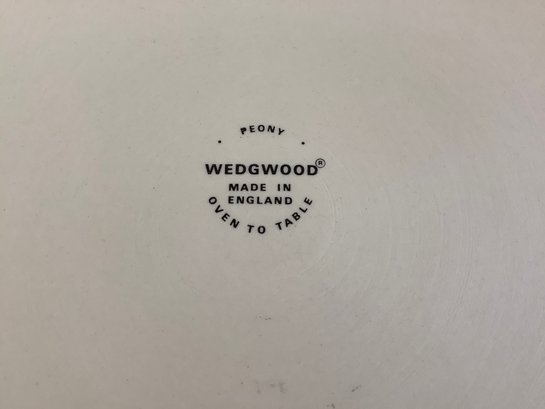 PEONY
WEDGWOOD®
MADE IN
ENGLAND
OVEN TO TABLE